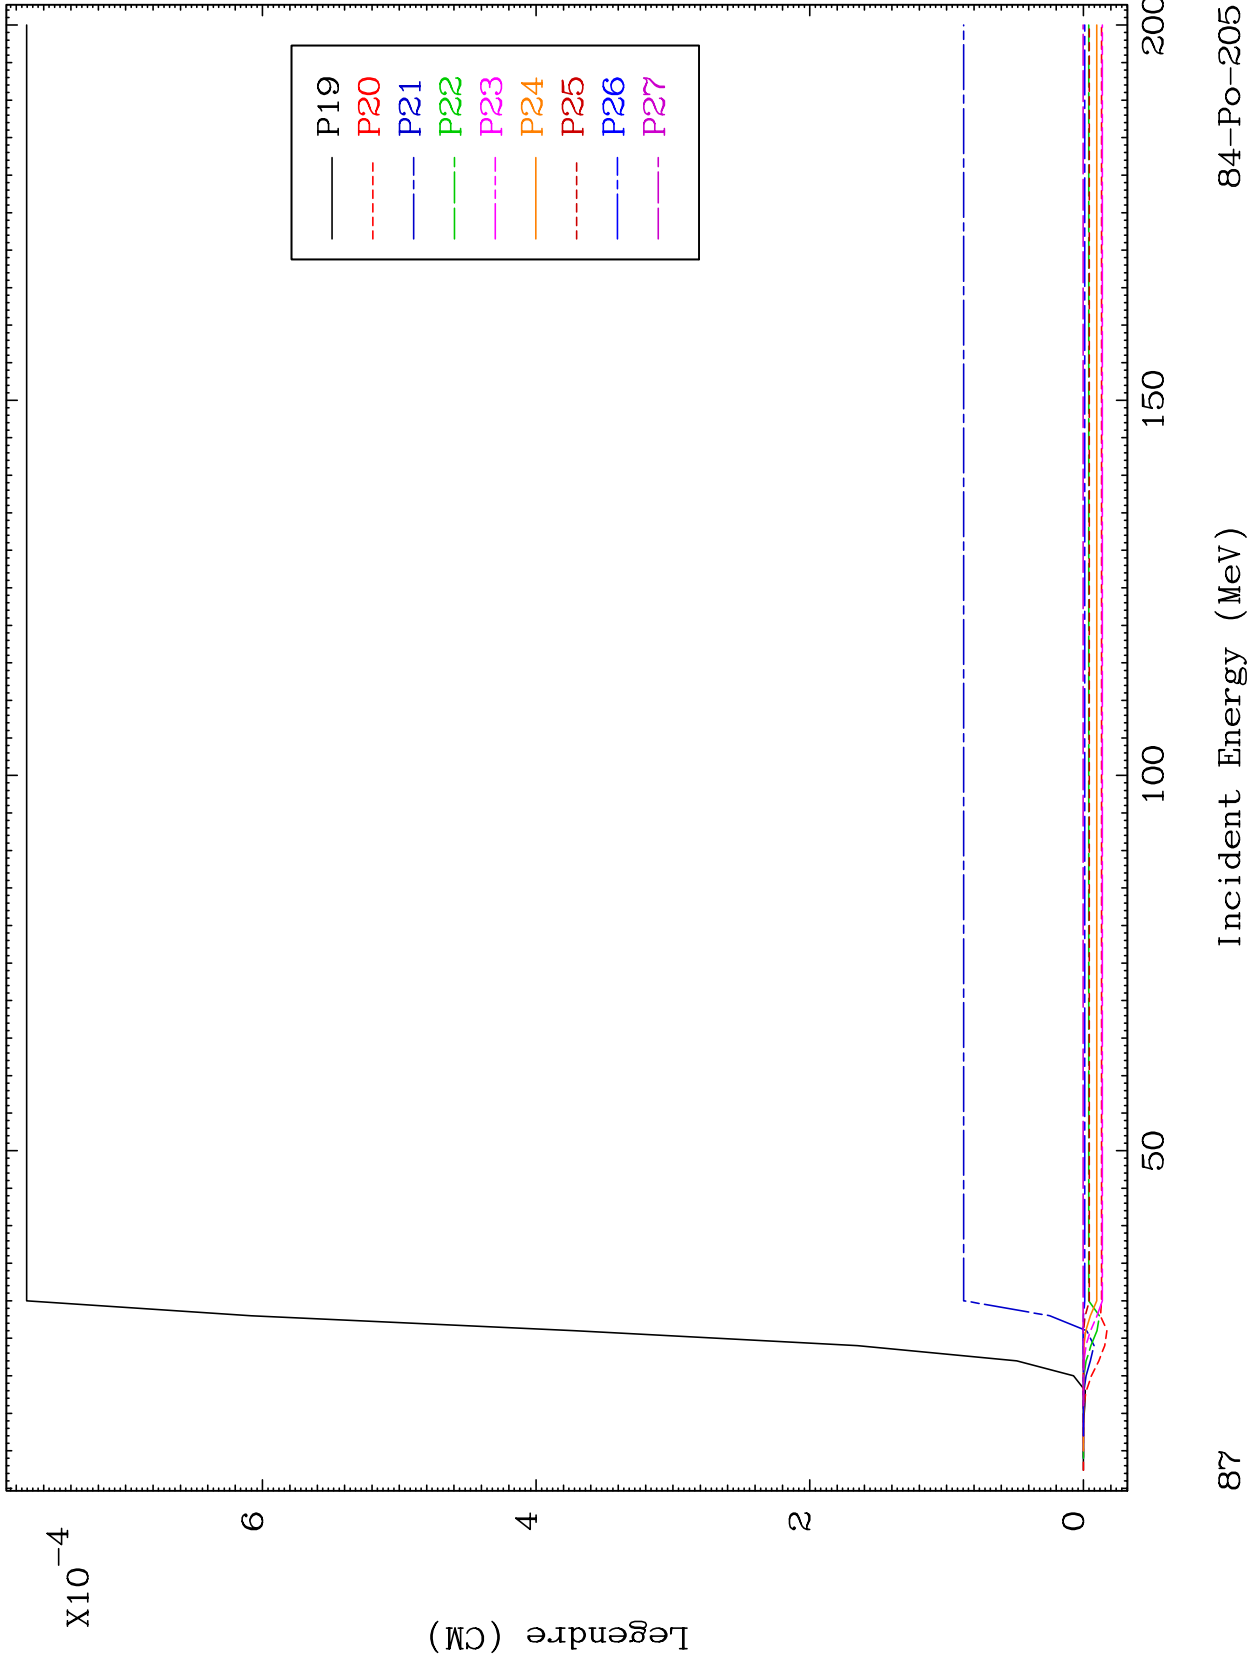 X10-4
Legendre (CM)
6
4
2
0
P19
P20
P21
P22
P23
P24
P25
P26
P27
50
100
150
200
87
Incident Energy (MeV)
84-Po-205